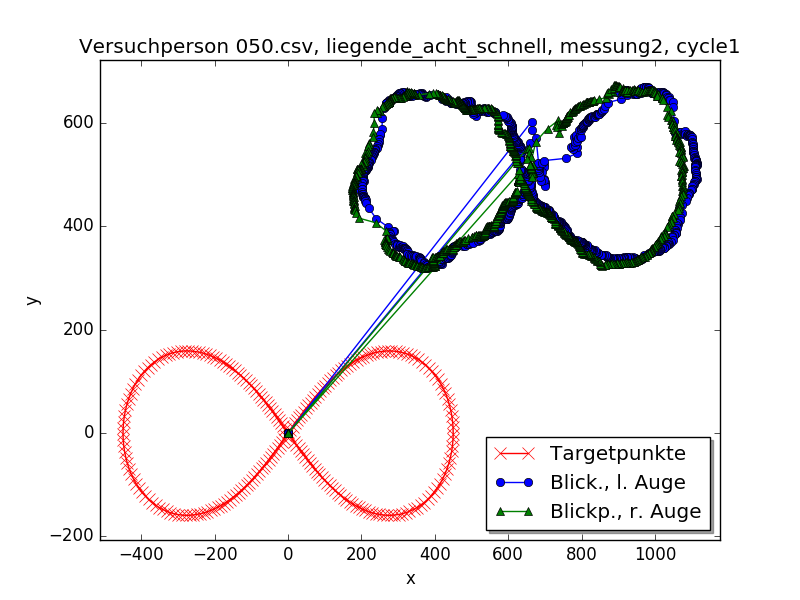 Versuchperson 050.csv, liegende_acht_schnell, messung2, cycle1
y
600
400
200
0
−200
−400
−200
0
200
400
600
800
1000
x
Targetpunkte
Blick., l. Auge
Blickp., r. Auge